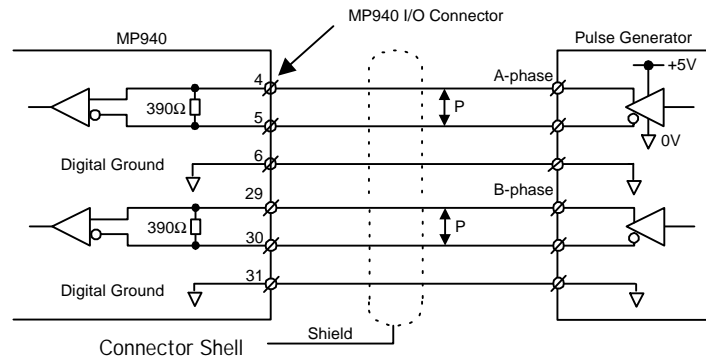 MP940 I/O Connector
MP940
Pulse Generator
+5V
4
A-phase
390Ω
P
5
0V
6
Digital Ground
29
B-phase
390Ω
P
30
31
Digital Ground
Shield
Connector Shell